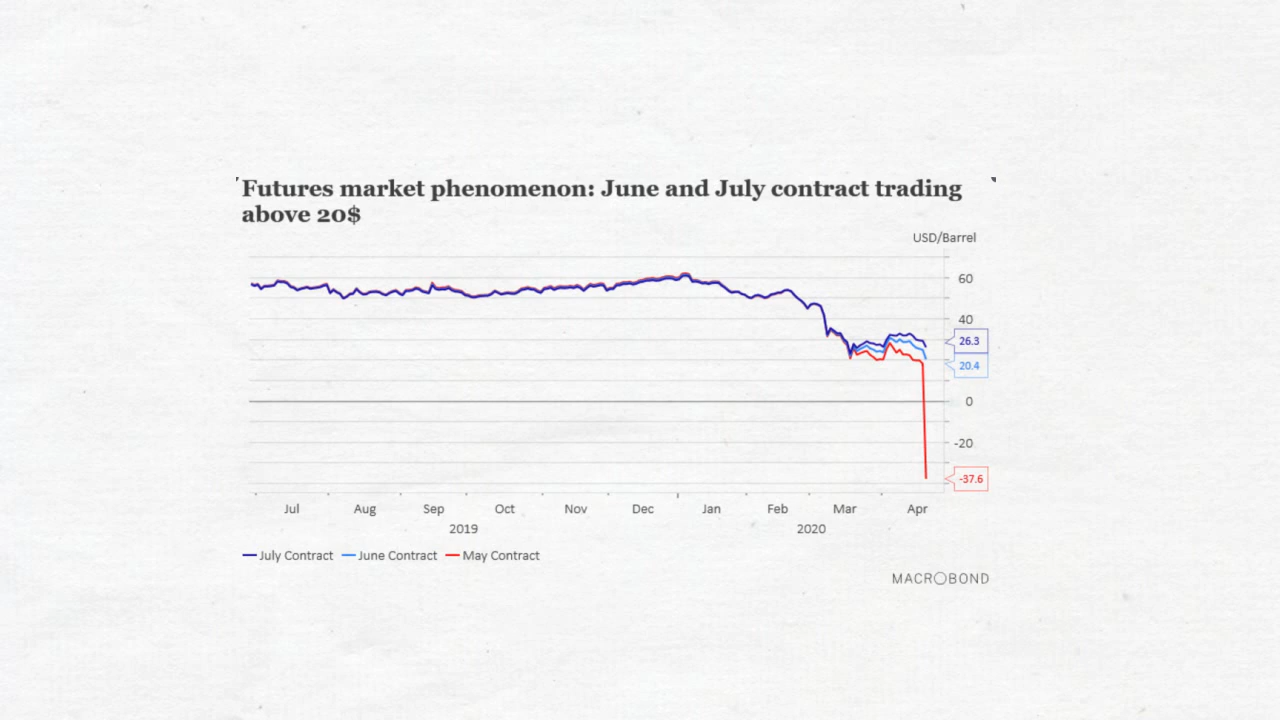 Futures market phenomenon: June and July contract trading
above 20$
USD/Barrel
60
40
26.3
20.4
0
-20
-37.6
Jul Aug Sep Oct Nov Dec Jan Feb Mar Apr
2019 2020
July Contract June Contract May Contract
MACROBOND